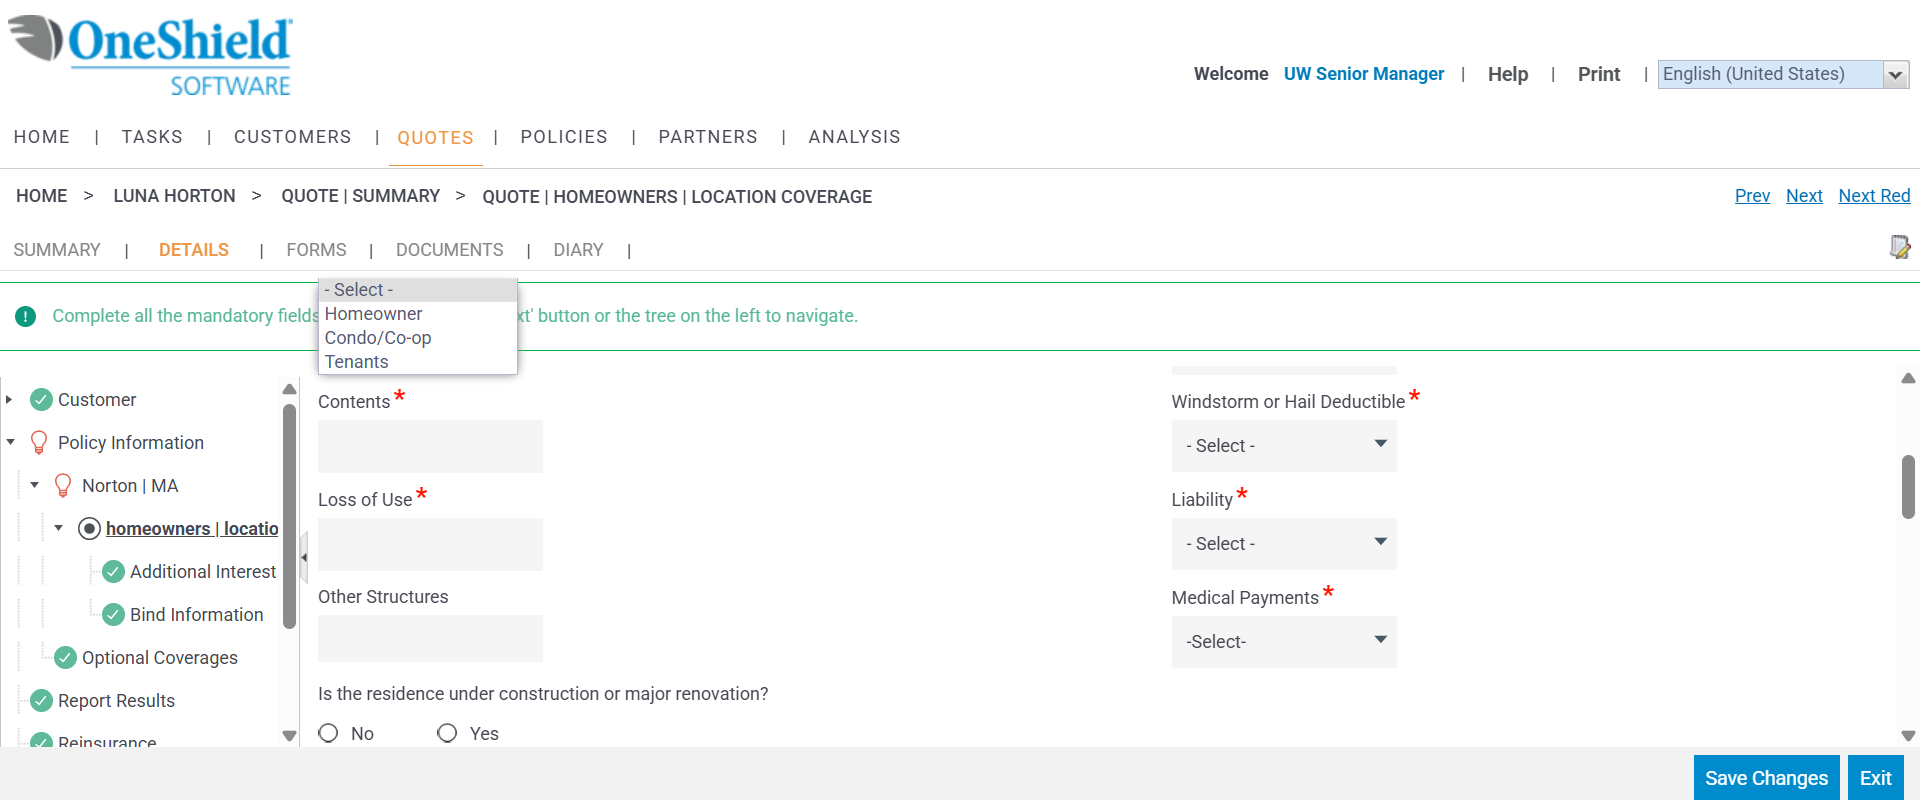 OneShield
SOFTWARE
Welcome UW Senior Manager | Help | Print | English (United States)
HOME | TASKS | CUSTOMERS | QUOTES | POLICIES | PARTNERS | ANALYSIS
HOME > LUNA HORTON > QUOTE | SUMMARY > QUOTE | HOMEOWNERS | LOCATION COVERAGE
Prev Next Next Red
SUMMARY | DETAILS | FORMS | DOCUMENTS | DIARY |
- Select -
Homeowner
Condo/Co-op
Tenants
Complete all the mandatory fields xt' button or the tree on the left to navigate.
Customer
Policy Information
Norton | MA
homeowners | locatio
Additional Interest
Bind Information
Optional Coverages
Report Results
Reinsurance
Contents *
Loss of Use *
Other Structures
Is the residence under construction or major renovation?
No Yes
Windstorm or Hail Deductible *
- Select -
Liability *
- Select -
Medical Payments *
-Select-
Save Changes Exit